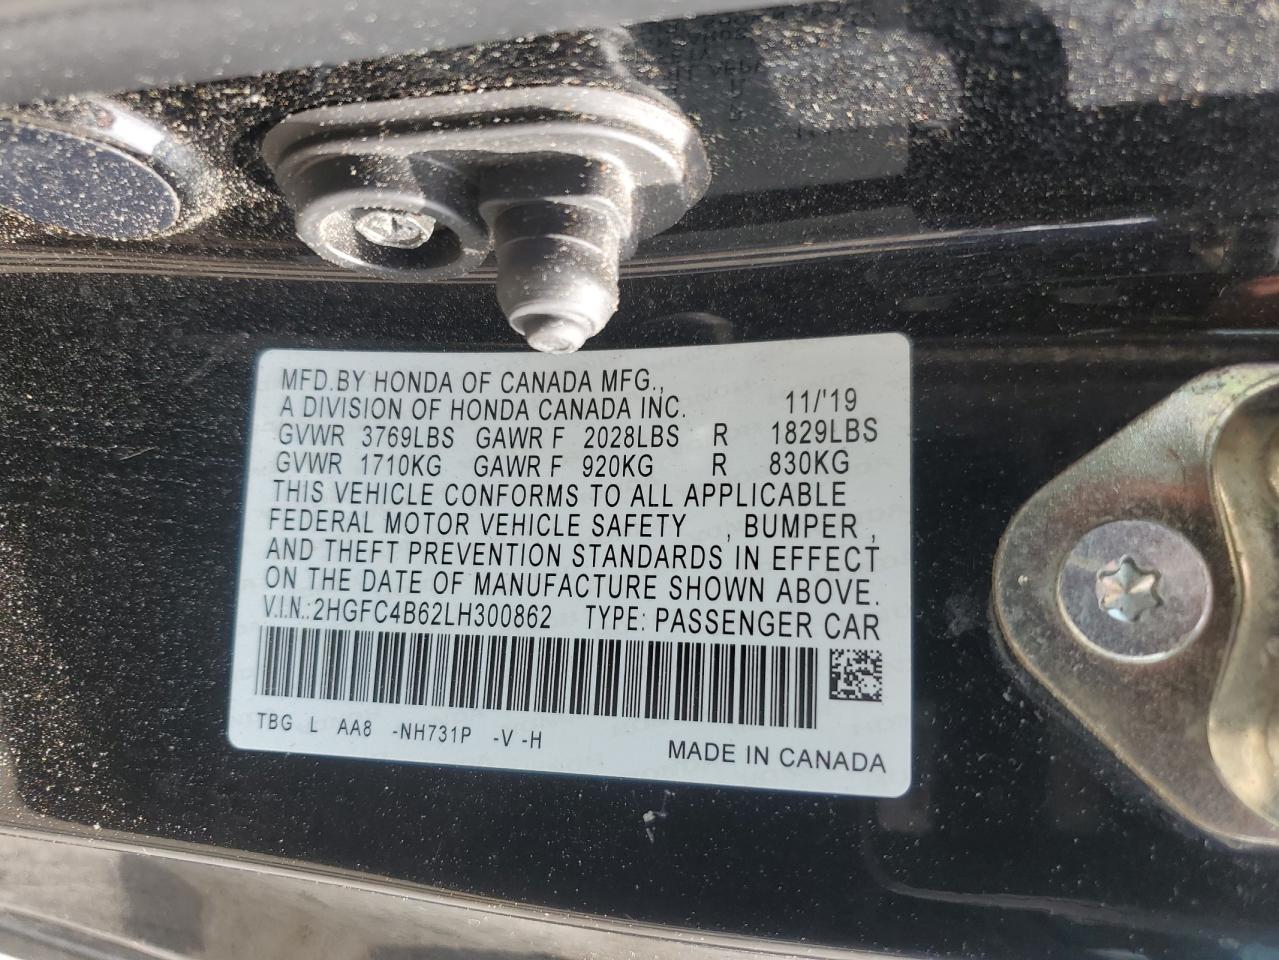 MFD.BY HONDA OF CANADA MFG.,
A DIVISION OF HONDA CANADA INC. 11/'19
GVWR 3769LBS GAWR F 2028LBS R 1829LBS
GVWR 1710KG GAWR F 920KG R 830KG
THIS VEHICLE CONFORMS TO ALL APPLICABLE
FEDERAL MOTOR VEHICLE SAFETY , BUMPER ,
AND THEFT PREVENTION STANDARDS IN EFFECT
ON THE DATE OF MANUFACTURE SHOWN ABOVE.
V.I.N.:2HGFC4B62LH300862 TYPE: PASSENGER CAR
TBG L AA8 -NH731P -V -H
MADE IN CANADA